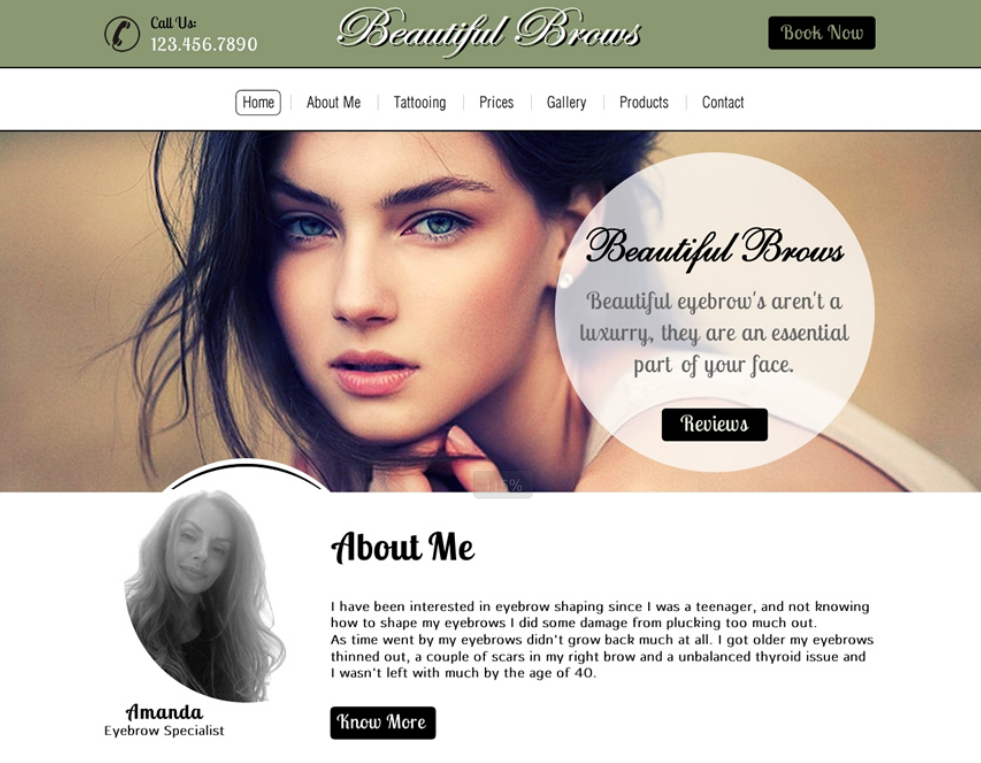 Call Us:
123.456.7890
Beautiful Brows
Book Now
Home
About Me
Tattooing
Prices
Gallery
Products
Contact
Beautiful Brows
Beautiful eyebrow's aren't a
luxurry, they are an essential
part of your face.
Reviews
About Me
I have been interested in eyebrow shaping since I was a teenager, and not knowing
how to shape my eyebrows I did some damage from plucking too much out.
As time went by my eyebrows didn't grow back much at all. I got older my eyebrows
thinned out, a couple of scars in my right brow and a unbalanced thyroid issue and
I wasn't left with much by the age of 40.
Amanda
Eyebrow Specialist
Know More